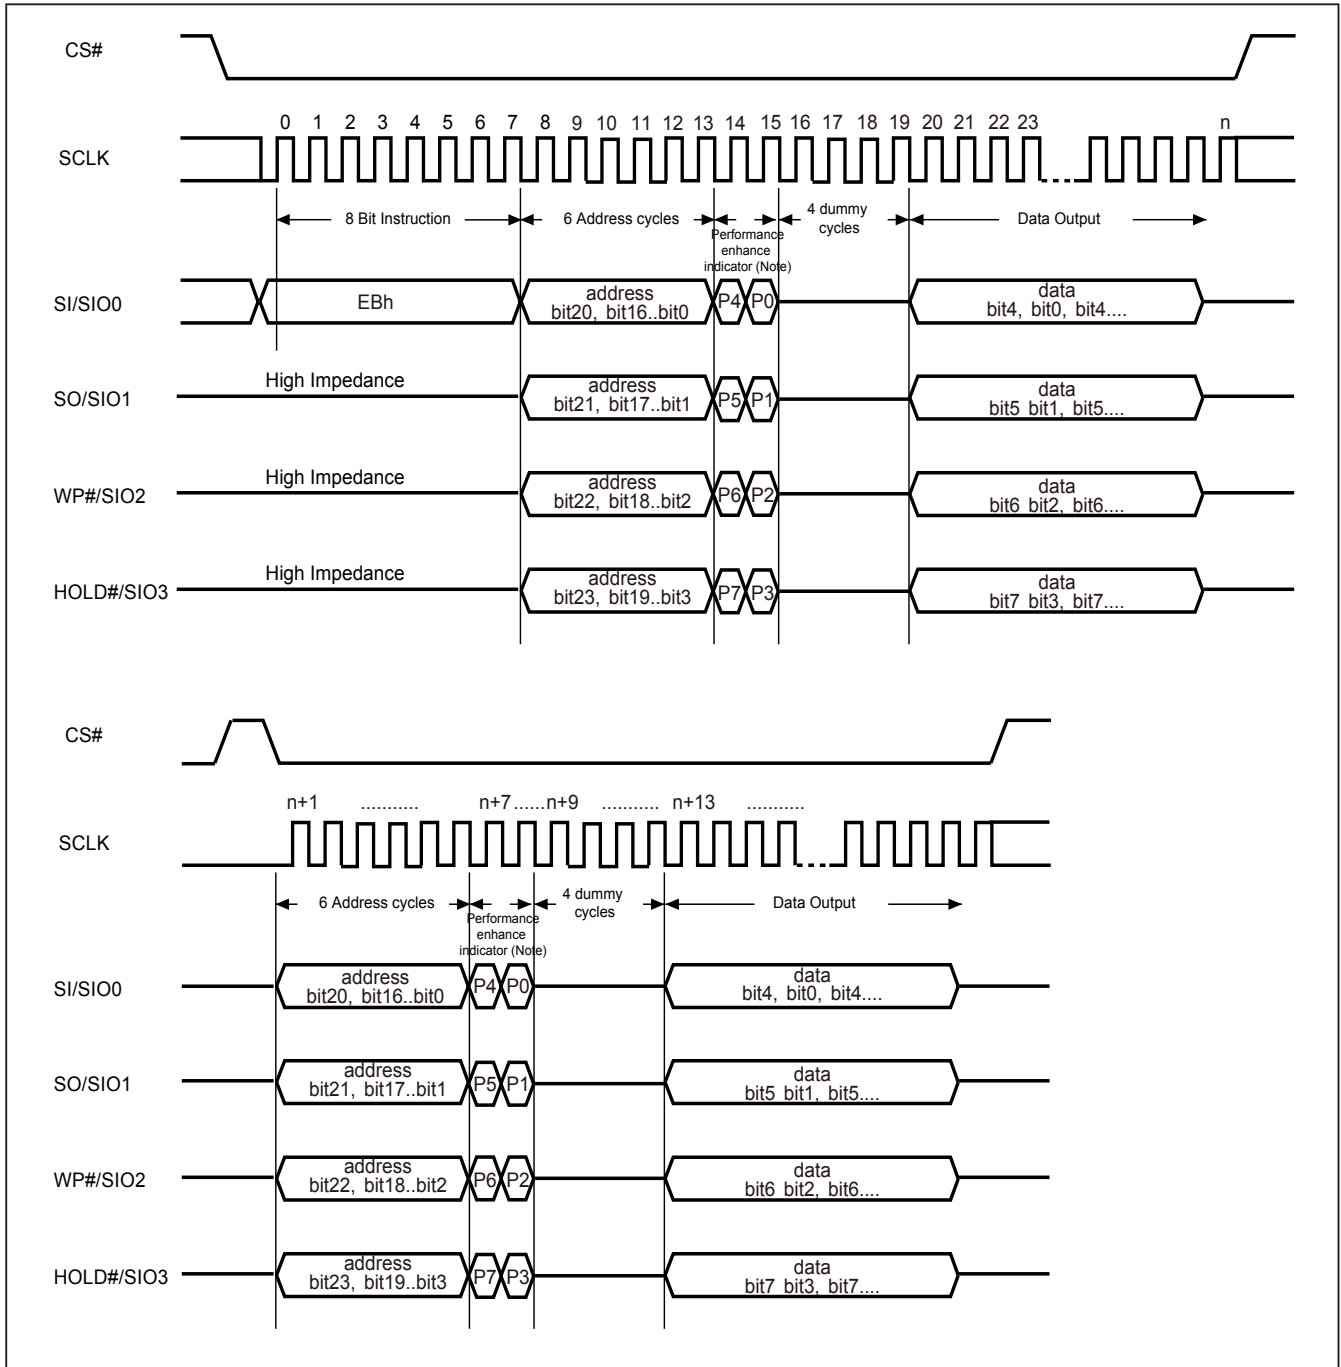 CS#
0 1 2 3 4 5 6 7 8 9 10 11 12 13 14 15 16 17 18 19 20 21 22 23 n
SCLK
8 Bit Instruction
6 Address cycles
Performance
enhance
indicator (Note)
4 dummy
cycles
Data Output
SI/SIO0
EBh
address
bit20, bit16..bit0
P4 P0
data
bit4, bit0, bit4....
SO/SIO1
High Impedance
address
bit21, bit17..bit1
P5 P1
data
bit5 bit1, bit5....
WP#/SIO2
High Impedance
address
bit22, bit18..bit2
P6 P2
data
bit6 bit2, bit6....
HOLD#/SIO3
High Impedance
address
bit23, bit19..bit3
P7 P3
data
bit7 bit3, bit7....
CS#
n+1 ........... n+7......n+9 ........... n+13 ...........
SCLK
6 Address cycles
Performance
enhance
indicator (Note)
4 dummy
cycles
Data Output
SI/SIO0
address
bit20, bit16..bit0
P4 P0
data
bit4, bit0, bit4....
SO/SIO1
address
bit21, bit17..bit1
P5 P1
data
bit5 bit1, bit5....
WP#/SIO2
address
bit22, bit18..bit2
P6 P2
data
bit6 bit2, bit6....
HOLD#/SIO3
address
bit23, bit19..bit3
P7 P3
data
bit7 bit3, bit7....